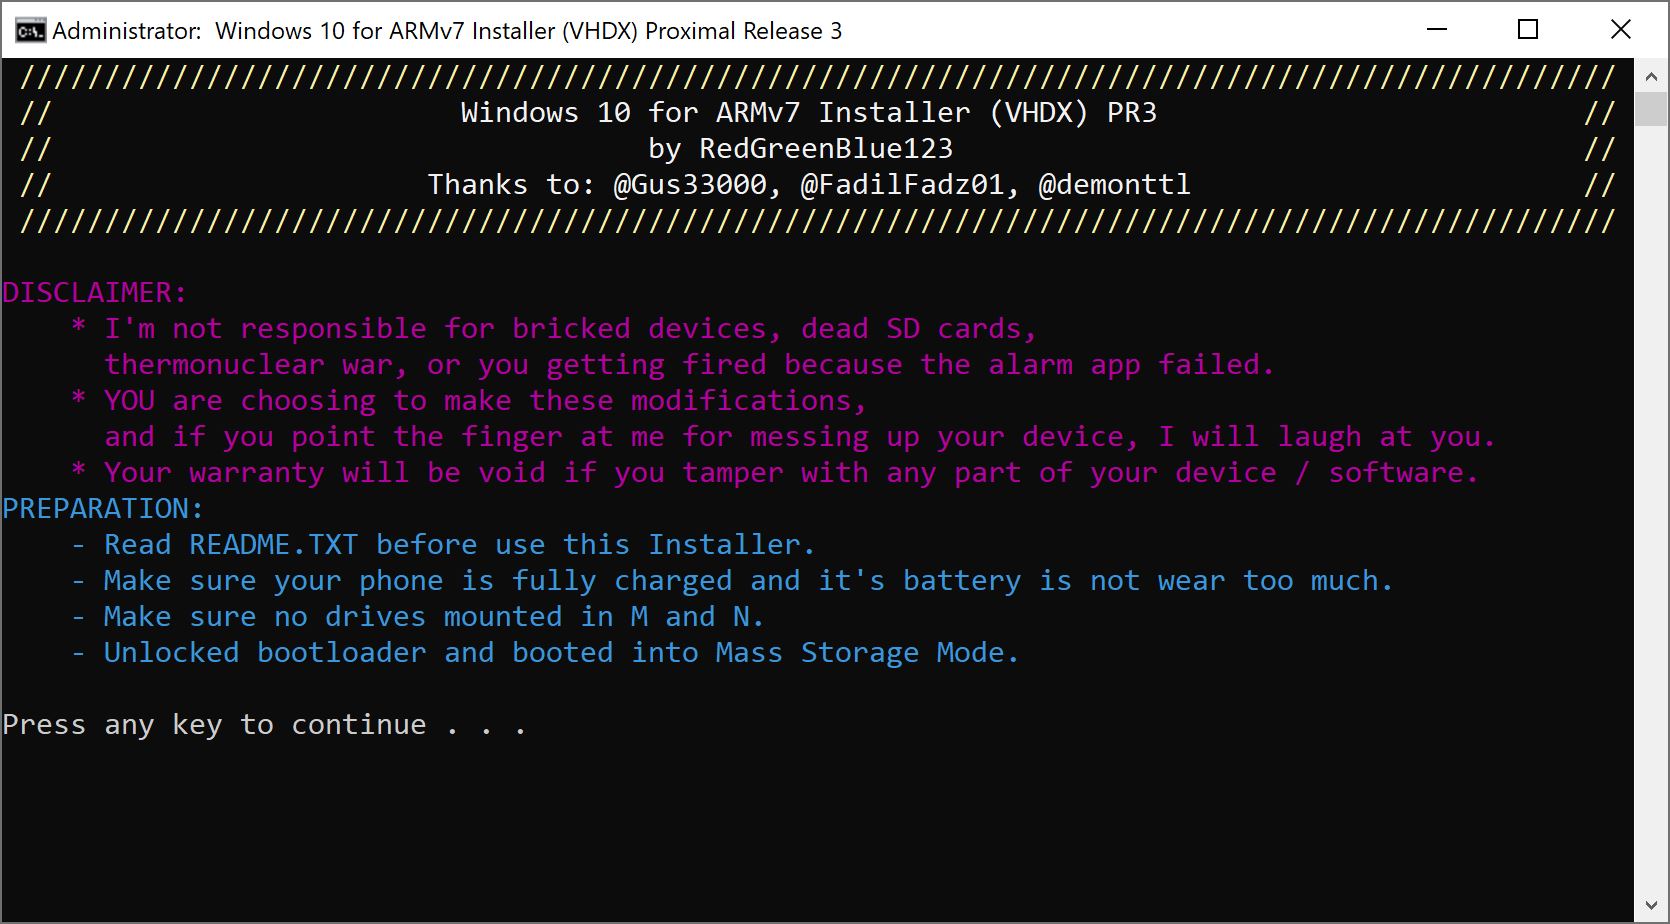 Administrator:  Windows 10 for ARMv7 Installer (VHDX) Proximal Release 3
//////////////////////////////////////////////////////////////////////////////////////////////
// Windows 10 for ARMv7 Installer (VHDX) PR3 //
// by RedGreenBlue123 //
// Thanks to: @Gus33000, @FadilFadz01, @demonttl //
//////////////////////////////////////////////////////////////////////////////////////////////
DISCLAIMER:
* I'm not responsible for bricked devices, dead SD cards,
thermonuclear war, or you getting fired because the alarm app failed.
* YOU are choosing to make these modifications,
and if you point the finger at me for messing up your device, I will laugh at you.
* Your warranty will be void if you tamper with any part of your device / software.
PREPARATION:
- Read README.TXT before use this Installer.
- Make sure your phone is fully charged and it's battery is not wear too much.
- Make sure no drives mounted in M and N.
- Unlocked bootloader and booted into Mass Storage Mode.
Press any key to continue . . .